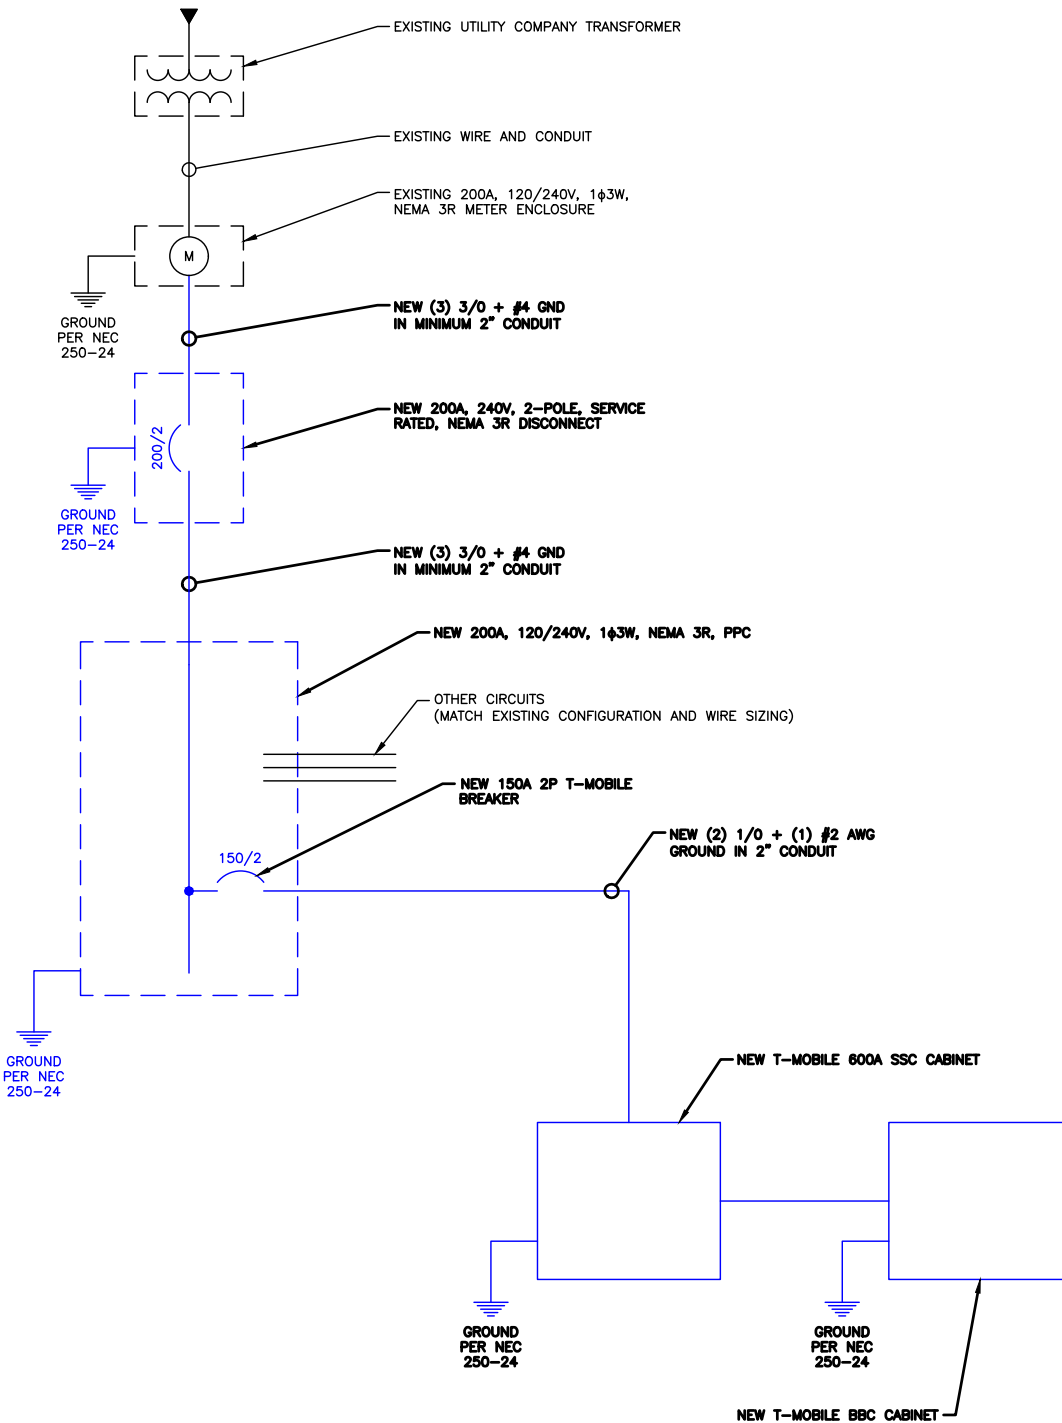 EXISTING UTILITY COMPANY TRANSFORMER
EXISTING WIRE AND CONDUIT
EXISTING 200A, 120/240V, 1ϕ3W,
NEMA 3R METER ENCLOSURE
M
GROUND
PER NEC
250-24
NEW (3) 3/0 + #4 GND
IN MINIMUM 2" CONDUIT
NEW 200A, 240V, 2-POLE, SERVICE
RATED, NEMA 3R DISCONNECT
200/2
GROUND
PER NEC
250-24
NEW (3) 3/0 + #4 GND
IN MINIMUM 2" CONDUIT
NEW 200A, 120/240V, 1ϕ3W, NEMA 3R, PPC
OTHER CIRCUITS
(MATCH EXISTING CONFIGURATION AND WIRE SIZING)
NEW 150A 2P T-MOBILE
BREAKER
150/2
NEW (2) 1/0 + (1) #2 AWG
GROUND IN 2" CONDUIT
GROUND
PER NEC
250-24
NEW T-MOBILE 600A SSC CABINET
GROUND
PER NEC
250-24
GROUND
PER NEC
250-24
NEW T-MOBILE BBC CABINET